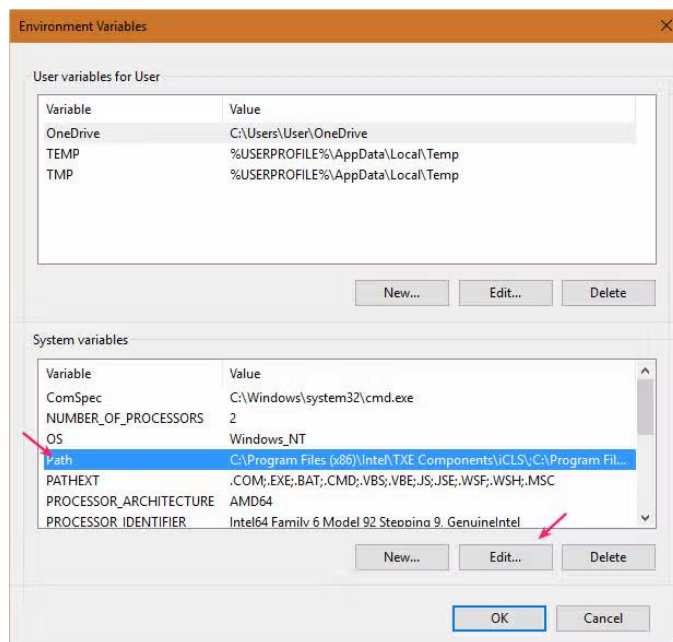 Environment Variables
User variables for User
Variable Value
OneDrive C:\Users\User\OneDrive
TEMP %USERPROFILE%\AppData\Local\Temp
TMP %USERPROFILE%\AppData\Local\Temp
New... Edit... Delete
System variables
Variable Value
ComSpec C:\Windows\system32\cmd.exe
NUMBER_OF_PROCESSORS 2
OS Windows_NT
Path C:\Program Files (x86)\Intel\TXE Components\iCLS\;C:\Program Fil...
PATHEXT .COM;.EXE;.BAT;.CMD;.VBS;.VBE;.JS;.JSE;.WSF;.WSH;.MSC
PROCESSOR_ARCHITECTURE AMD64
PROCESSOR_IDENTIFIER Intel64 Family 6 Model 92 Stepping 9, GenuineIntel
New... Edit... Delete
OK Cancel